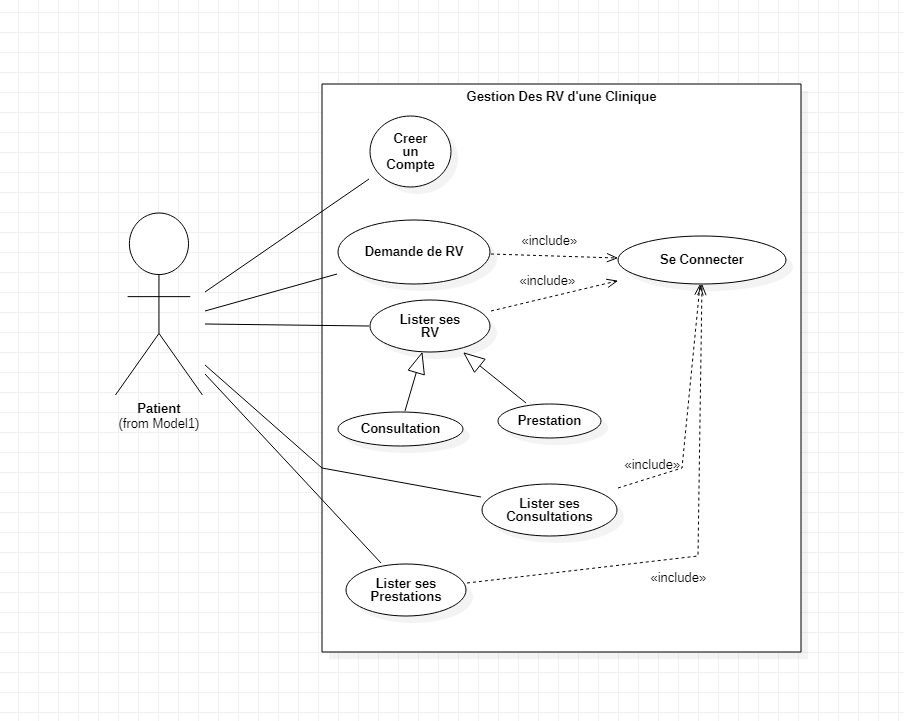 Gestion Des RV d'une Clinique
Creer
un
Compte
Demande de RV
«include»
Se Connecter
«include»
Lister ses
RV
Patient
(from Model1)
Consultation
Prestation
«include»
Lister ses
Consultations
«include»
Lister ses
Prestations